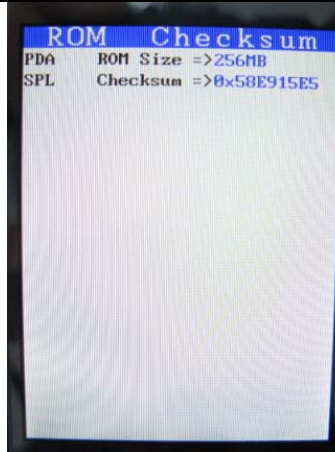 ROM Checksum
PDA ROM Size =>256MB
SPL Checksum =>0x58E915E5